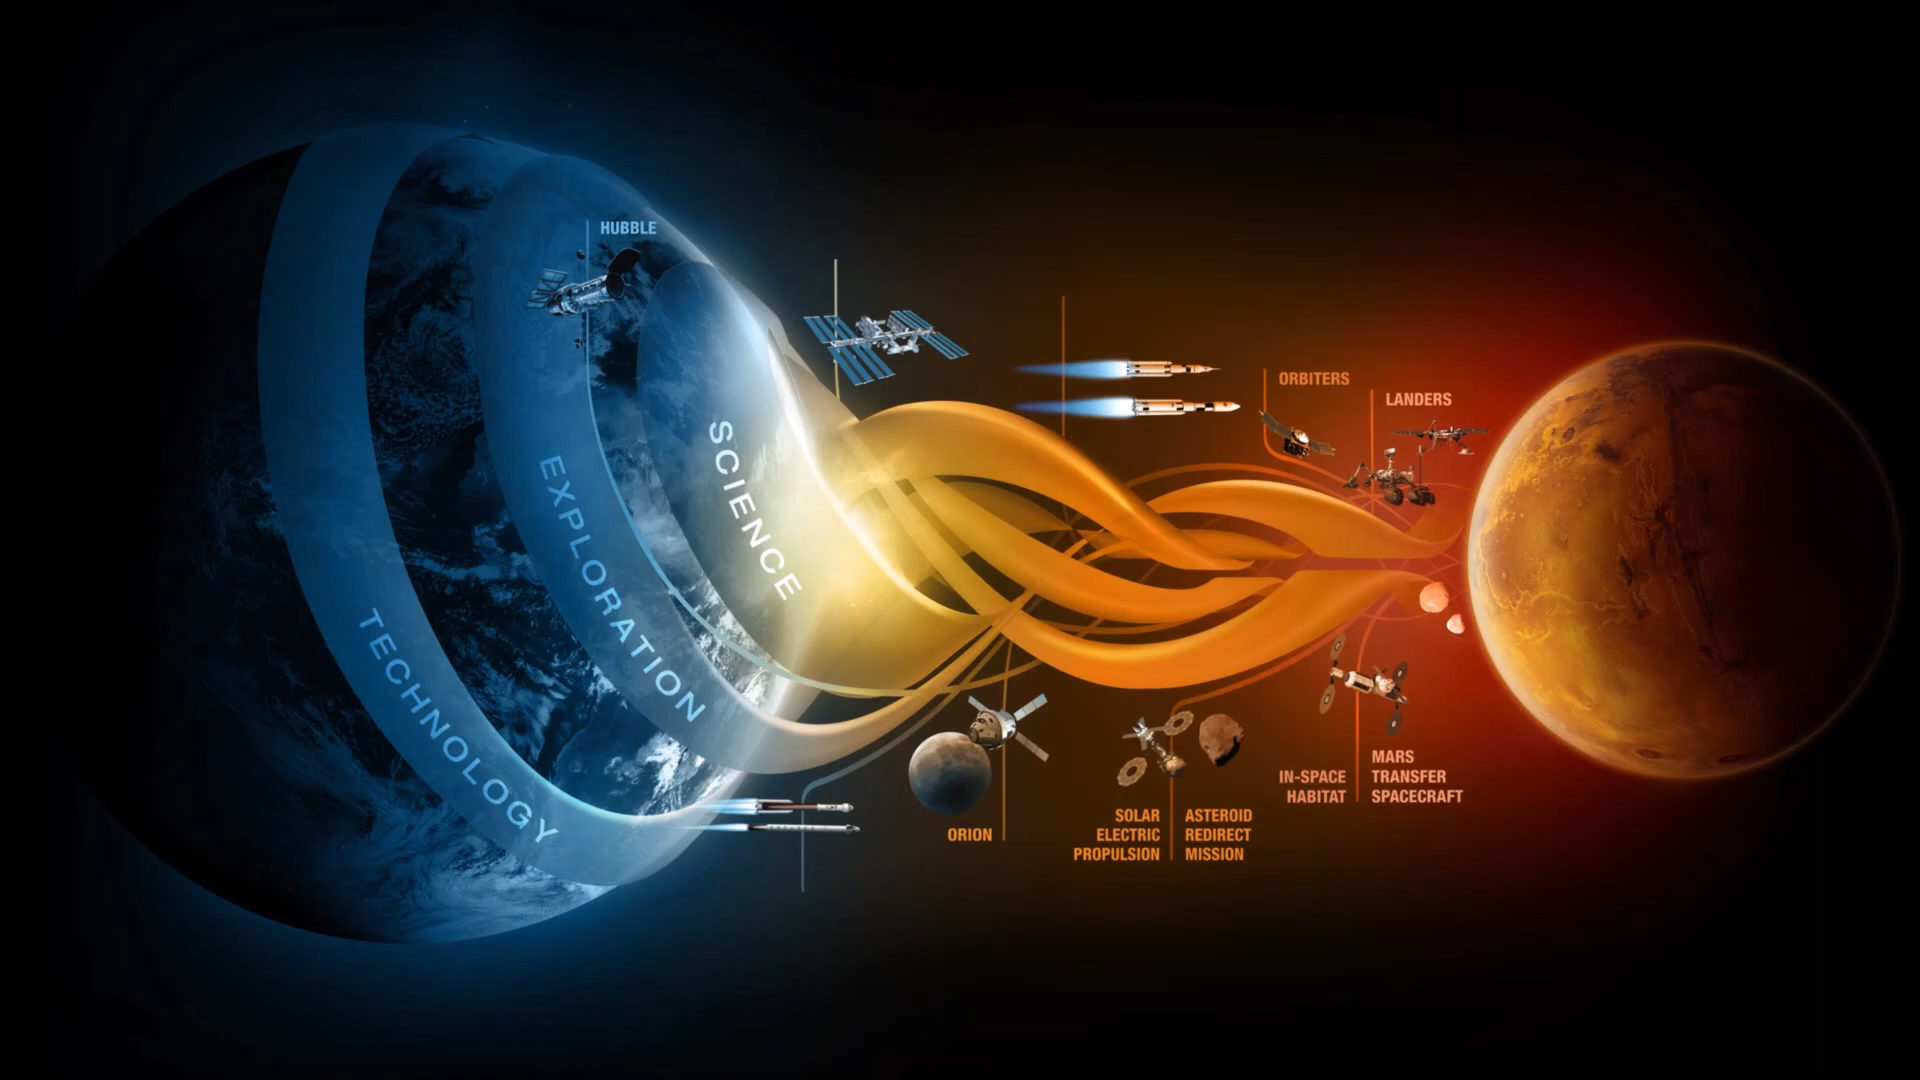 HUBBLE
SCIENCE
EXPLORATION
TECHNOLOGY
ORBITERS
LANDERS
ORION
SOLAR
ELECTRIC
PROPULSION
ASTEROID
REDIRECT
MISSION
IN-SPACE
HABITAT
MARS
TRANSFER
SPACECRAFT